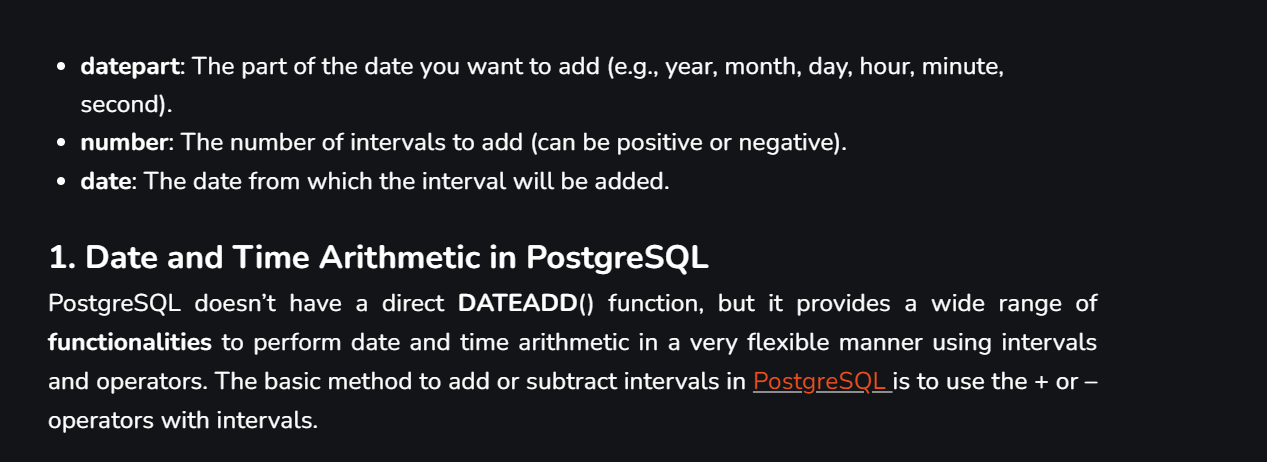 • datepart: The part of the date you want to add (e.g., year, month, day, hour, minute,
second).
• number: The number of intervals to add (can be positive or negative).
• date: The date from which the interval will be added.
1. Date and Time Arithmetic in PostgreSQL
PostgreSQL doesn’t have a direct DATEADD() function, but it provides a wide range of
functionalities to perform date and time arithmetic in a very flexible manner using intervals
and operators. The basic method to add or subtract intervals in PostgreSQL is to use the + or –
operators with intervals.